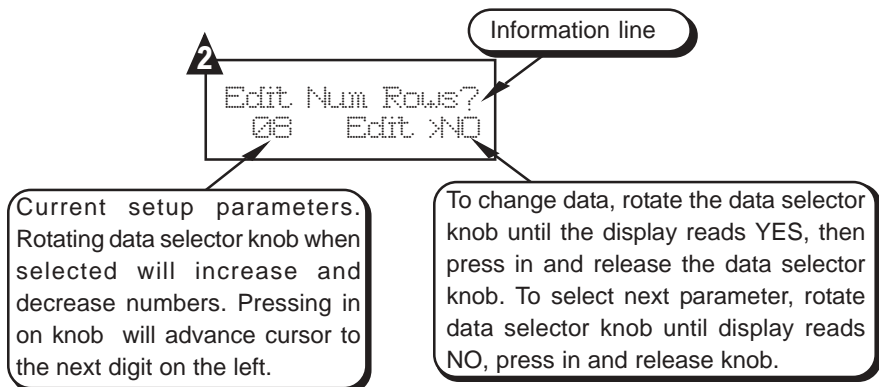 Information line
2
Edit Num Rows?
08 Edit >NO
Current setup parameters.
Rotating data selector knob when
selected will increase and
decrease numbers. Pressing in
on knob will advance cursor to
the next digit on the left.
To change data, rotate the data selector
knob until the display reads YES, then
press in and release the data selector
knob. To select next parameter, rotate
data selector knob until display reads
NO, press in and release knob.